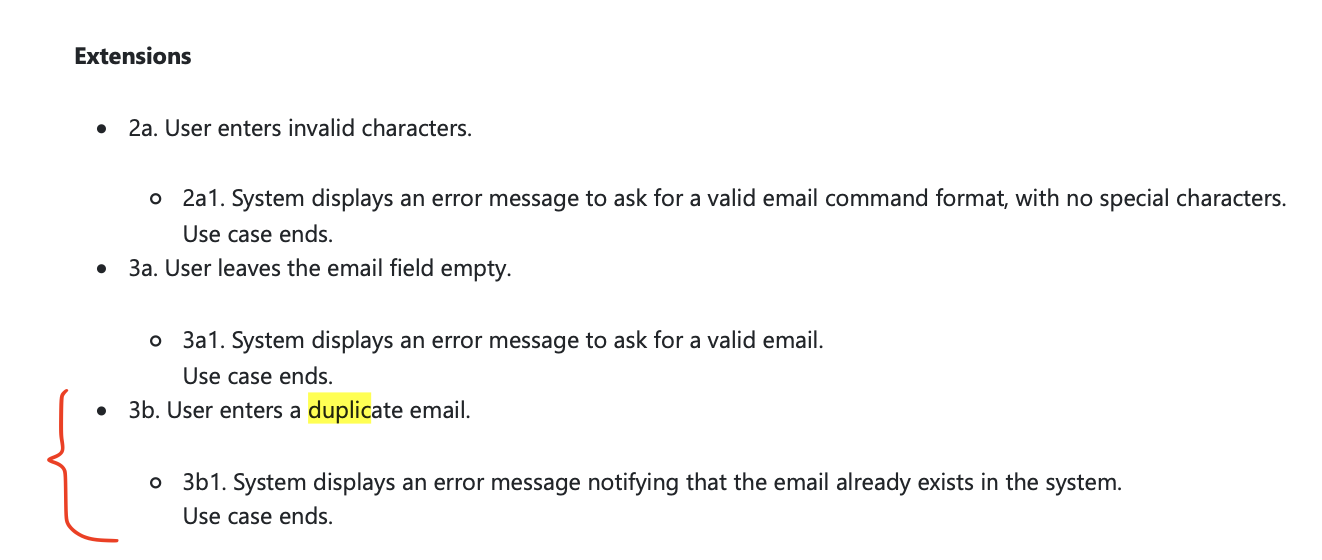 Extensions
• 2a. User enters invalid characters.
○ 2a1. System displays an error message to ask for a valid email command format, with no special characters.
Use case ends.
• 3a. User leaves the email field empty.
○ 3a1. System displays an error message to ask for a valid email.
Use case ends.
• 3b. User enters a duplicate email.
○ 3b1. System displays an error message notifying that the email already exists in the system.
Use case ends.